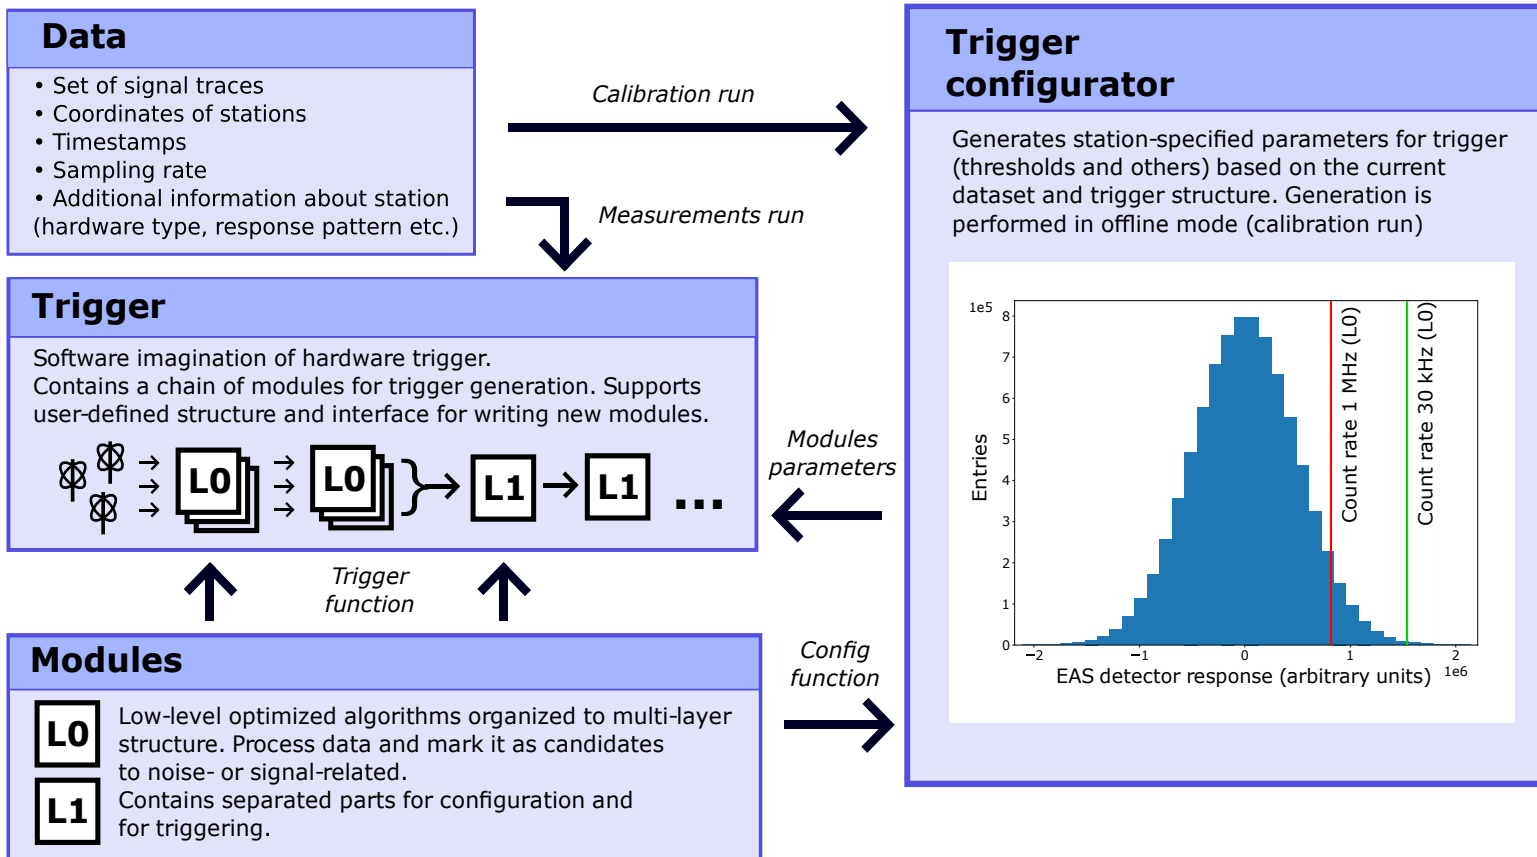 Data
• Set of signal traces
• Coordinates of stations
• Timestamps
• Sampling rate
• Additional information about station
(hardware type, response pattern etc.)
Calibration run
Measurements run
Trigger
configurator
Generates station-specified parameters for trigger
(thresholds and others) based on the current
dataset and trigger structure. Generation is
performed in offline mode (calibration run)
1e5
8
7
6
5
4
3
2
1
0
Entries
Count rate 1 MHz (L0)
Count rate 30 kHz (L0)
−2
−1
0
1
2
1e6
EAS detector response (arbitrary units)
Trigger
Software imagination of hardware trigger.
Contains a chain of modules for trigger generation. Supports
user-defined structure and interface for writing new modules.
L0
L0
L1
L1
...
Modules
parameters
Trigger
function
Modules
L0
Low-level optimized algorithms organized to multi-layer
structure. Process data and mark it as candidates
to noise- or signal-related.
L1
Contains separated parts for configuration and
for triggering.
Config
function